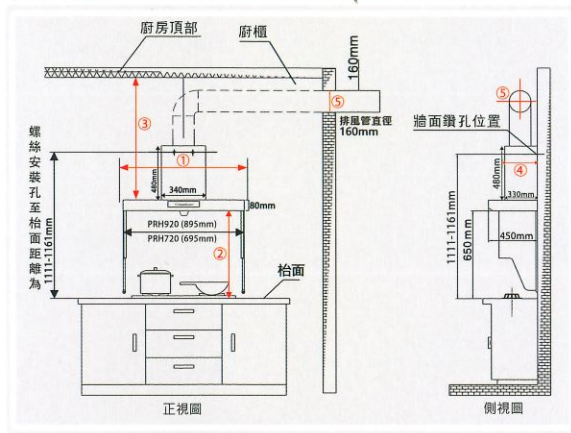 廚房頂部
廚櫃
160mm
③
⑤
排風管直徑
160mm
①
480mm
340mm
80mm
PRH920 (895mm)
PRH720 (695mm)
②
螺絲安裝孔至枱面距離為
1111-1161mm
枱面
正視圖
⑤
牆面鑽孔位置
④
480mm
330mm
1111-1161mm
650mm
450mm
側視圖